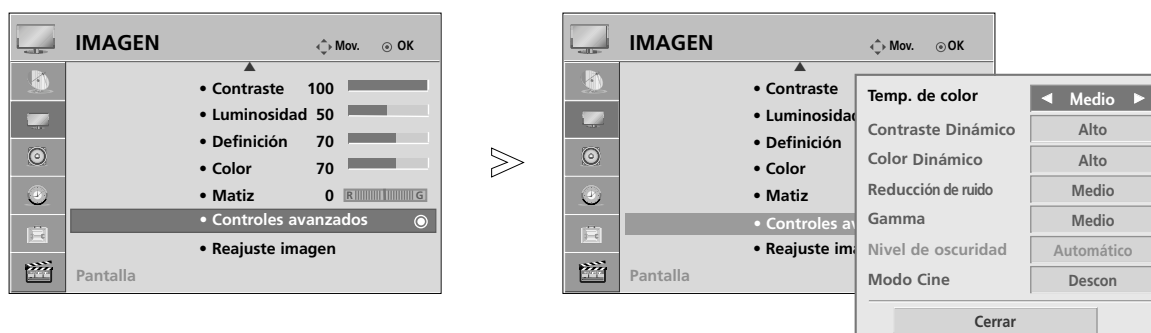 IMAGEN Mov. OK
• Contraste 100
• Luminosidad 50
• Definición 70
• Color 70
• Matiz 0 R G
• Controles avanzados
• Reajuste imagen
Pantalla
IMAGEN Mov. OK
• Contraste
• Luminosidad
• Definición
• Color
• Matiz
• Controles av
• Reajuste ima
Pantalla
Temp. de color ◄ Medio ►
Contraste Dinámico Alto
Color Dinámico Alto
Reducción de ruido Medio
Gamma Medio
Nivel de oscuridad Automático
Modo Cine Descon
Cerrar